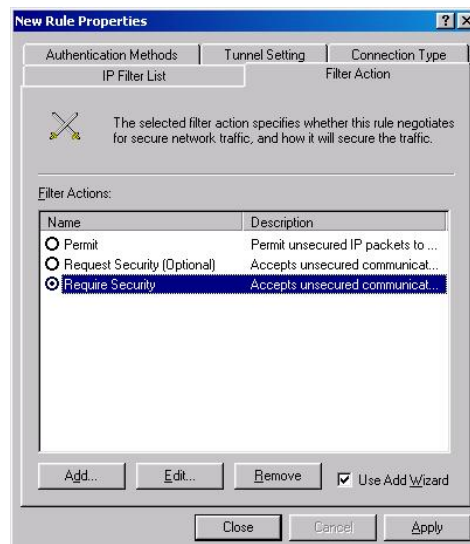 New Rule Properties
Authentication Methods Tunnel Setting Connection Type
IP Filter List Filter Action
The selected filter action specifies whether this rule negotiates
for secure network traffic, and how it will secure the traffic.
Filter Actions:
Name Description
Permit Permit unsecured IP packets to ...
Request Security (Optional) Accepts unsecured communicat...
Require Security Accepts unsecured communicat...
Add... Edit... Remove Use Add Wizard
Close Cancel Apply